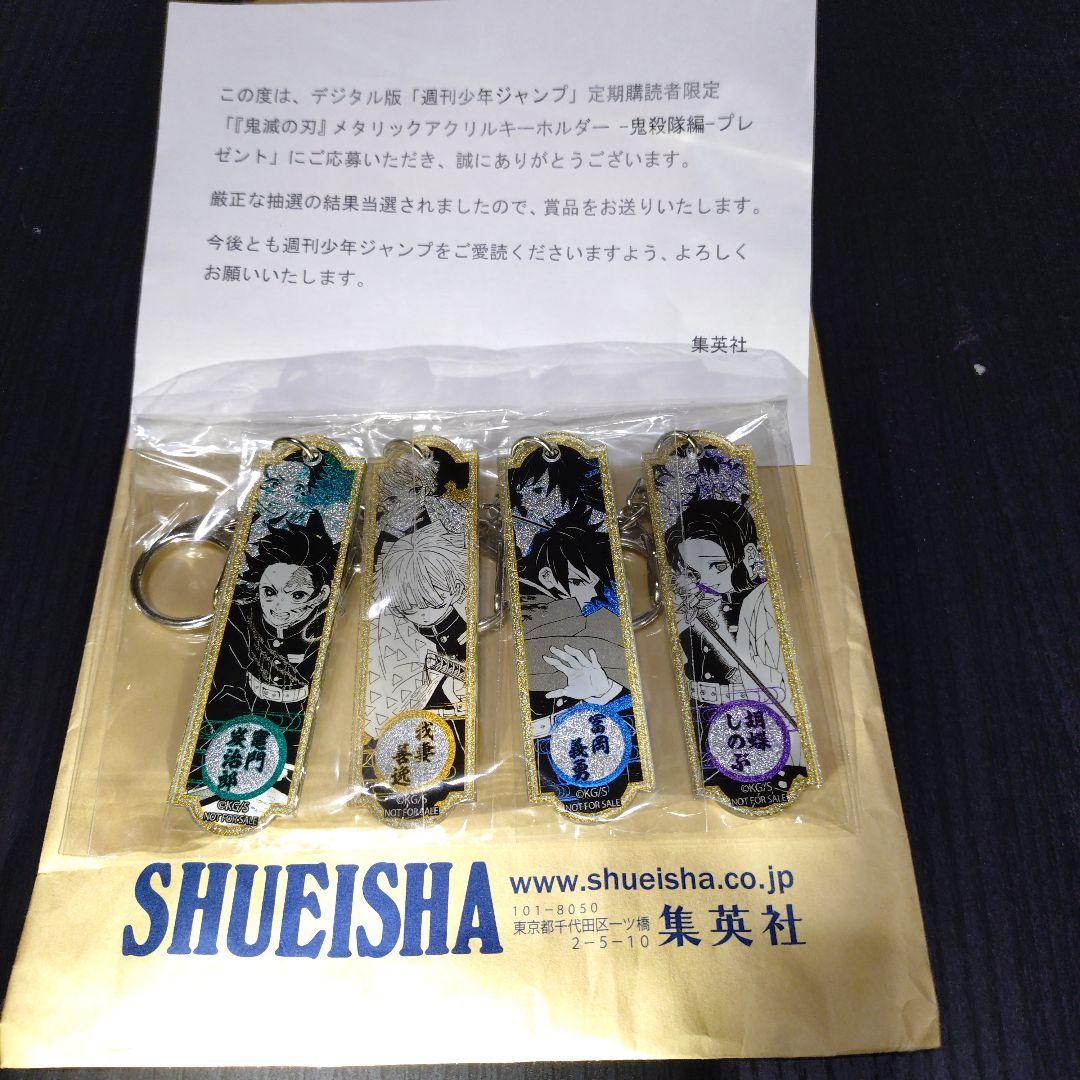 この度は、デジタル版「週刊少年ジャンプ」定期購読者限定
「『鬼滅の刃』メタリックアクリルキーホルダー -鬼殺隊編-プレ
ゼント」にご応募いただき、誠にありがとうございます。
厳正な抽選の結果当選されましたので、賞品をお送りいたします。
今後とも週刊少年ジャンプをご愛読くださいますよう、よろしく
お願いいたします。
集英社
竈門
炭治郎
©KG/S
NOT FOR SALE
我妻
善逸
©KG/S
NOT FOR SALE
冨岡
義勇
©KG/S
NOT FOR SALE
胡蝶
しのぶ
©KG/S
NOT FOR SALE
SHUEISHA
www.shueisha.co.jp
101-8050
東京都千代田区一ツ橋
2-5-10
集英社